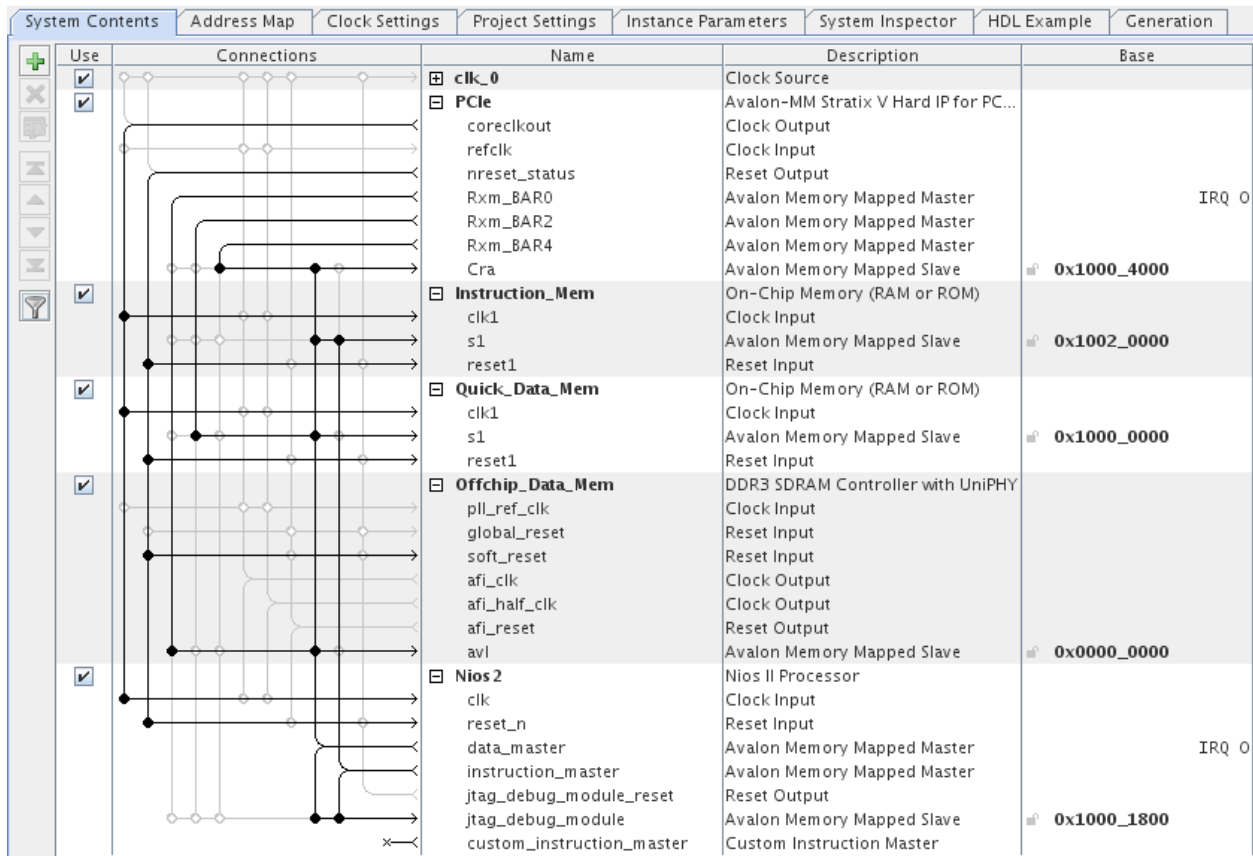 System Contents Address Map Clock Settings Project Settings Instance Parameters System Inspector HDL Example Generation
Use Connections Name Description Base
clk_0 Clock Source
PCIe Avalon-MM Stratix V Hard IP for PC...
coreclkout Clock Output
refclk Clock Input
nreset_status Reset Output
Rxm_BAR0 Avalon Memory Mapped Master IRQ 0
Rxm_BAR2 Avalon Memory Mapped Master
Rxm_BAR4 Avalon Memory Mapped Master
Cra Avalon Memory Mapped Slave 0x1000_4000
Instruction_Mem On-Chip Memory (RAM or ROM)
clk1 Clock Input
s1 Avalon Memory Mapped Slave 0x1002_0000
reset1 Reset Input
Quick_Data_Mem On-Chip Memory (RAM or ROM)
clk1 Clock Input
s1 Avalon Memory Mapped Slave 0x1000_0000
reset1 Reset Input
Offchip_Data_Mem DDR3 SDRAM Controller with UniPHY
pll_ref_clk Clock Input
global_reset Reset Input
soft_reset Reset Input
afi_clk Clock Output
afi_half_clk Clock Output
afi_reset Reset Output
avl Avalon Memory Mapped Slave 0x0000_0000
Nios2 Nios II Processor
clk Clock Input
reset_n Reset Input
data_master Avalon Memory Mapped Master IRQ 0
instruction_master Avalon Memory Mapped Master
jtag_debug_module_reset Reset Output
jtag_debug_module Avalon Memory Mapped Slave 0x1000_1800
custom_instruction_master Custom Instruction Master